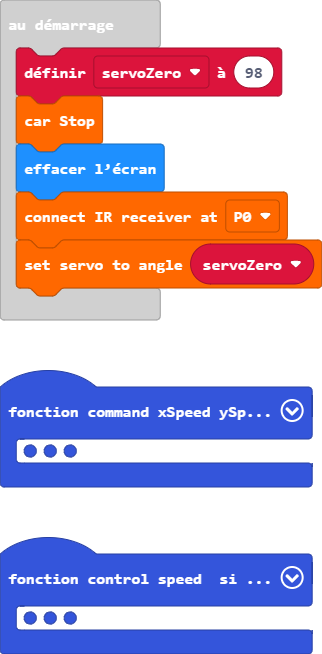 au démarrage
définir servoZero à 98
car Stop
effacer l'écran
connect IR receiver at P0
set servo to angle servoZero
fonction command xSpeed ySp...
fonction control speed si ...